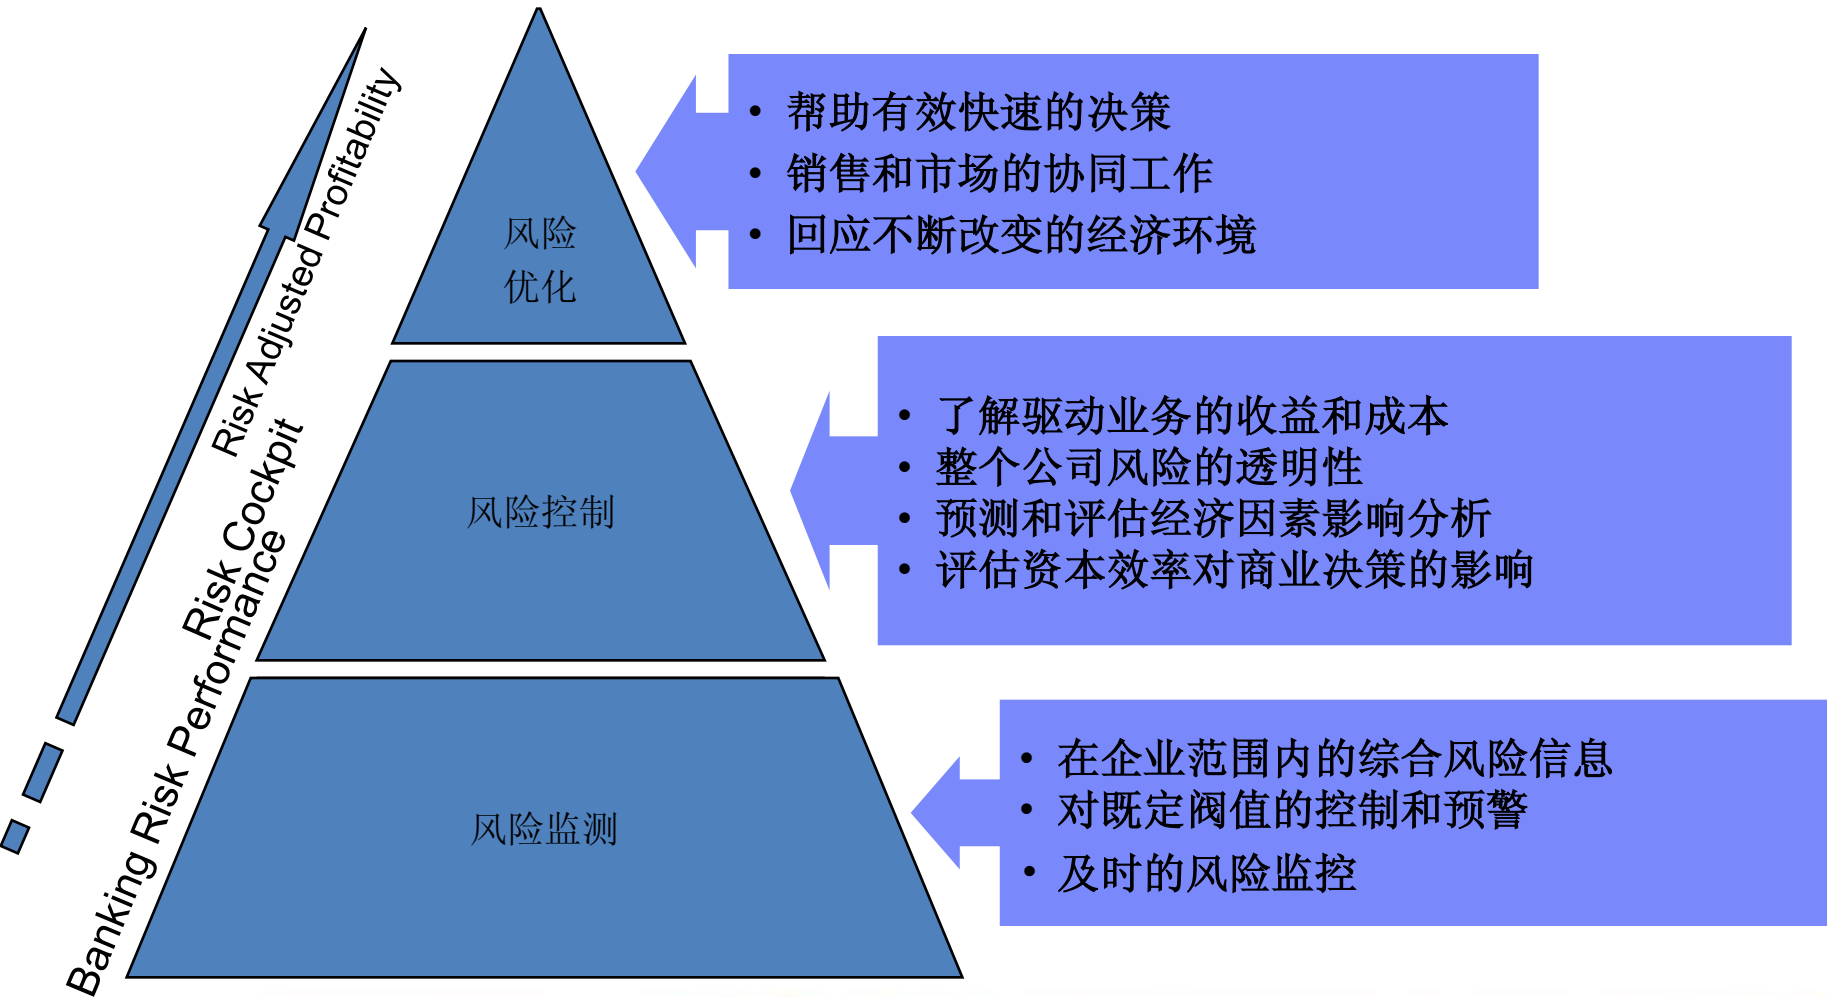 Risk Adjusted Profitability
Risk Cockpit
Banking Risk Performance
风险
优化
• 帮助有效快速的决策
• 销售和市场的协同工作
• 回应不断改变的经济环境
风险控制
• 了解驱动业务的收益和成本
• 整个公司风险的透明性
• 预测和评估经济因素影响分析
• 评估资本效率对商业决策的影响
风险监测
• 在企业范围内的综合风险信息
• 对既定阀值的控制和预警
• 及时的风险监控